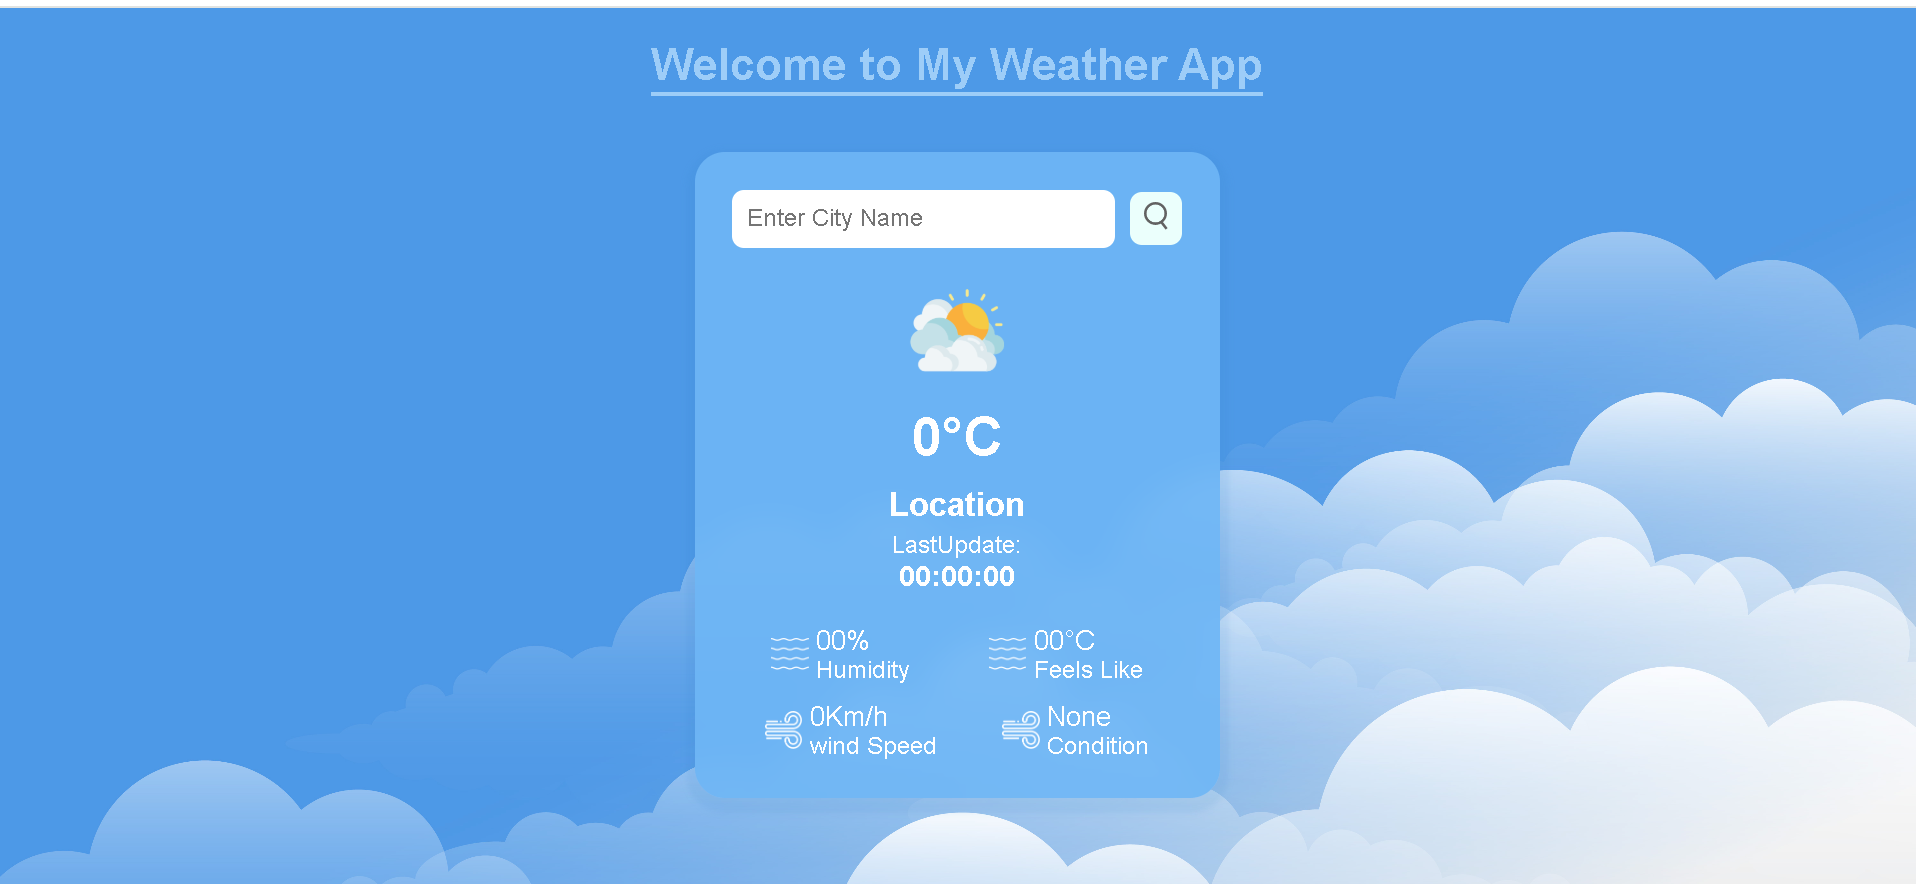 Welcome to My Weather App
Enter City Name
0°C
Location
LastUpdate:
00:00:00
00%
Humidity
00°C
Feels Like
0Km/h
wind Speed
None
Condition